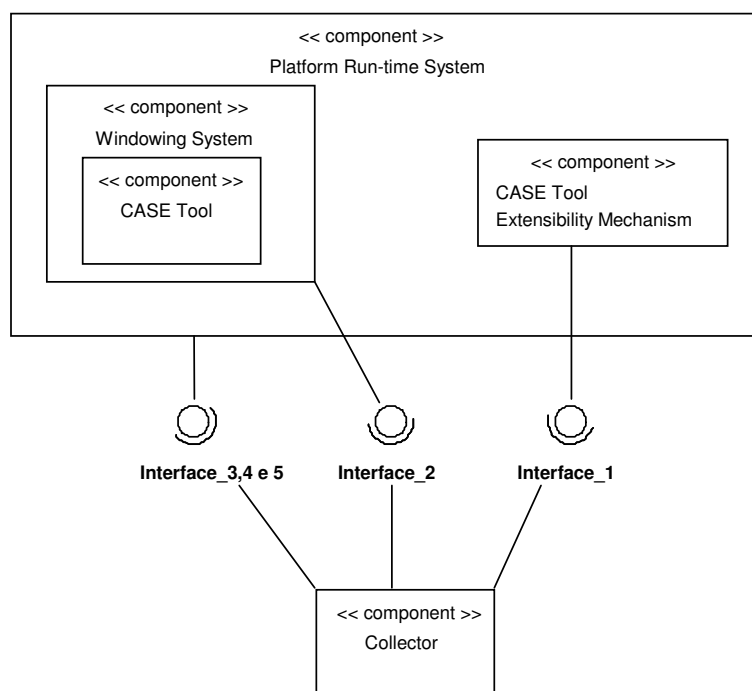 << component >>
Platform Run-time System
<< component >>
Windowing System
<< component >>
CASE Tool
<< component >>
CASE Tool
Extensibility Mechanism
Interface_3,4 e 5
Interface_2
Interface_1
<< component >>
Collector